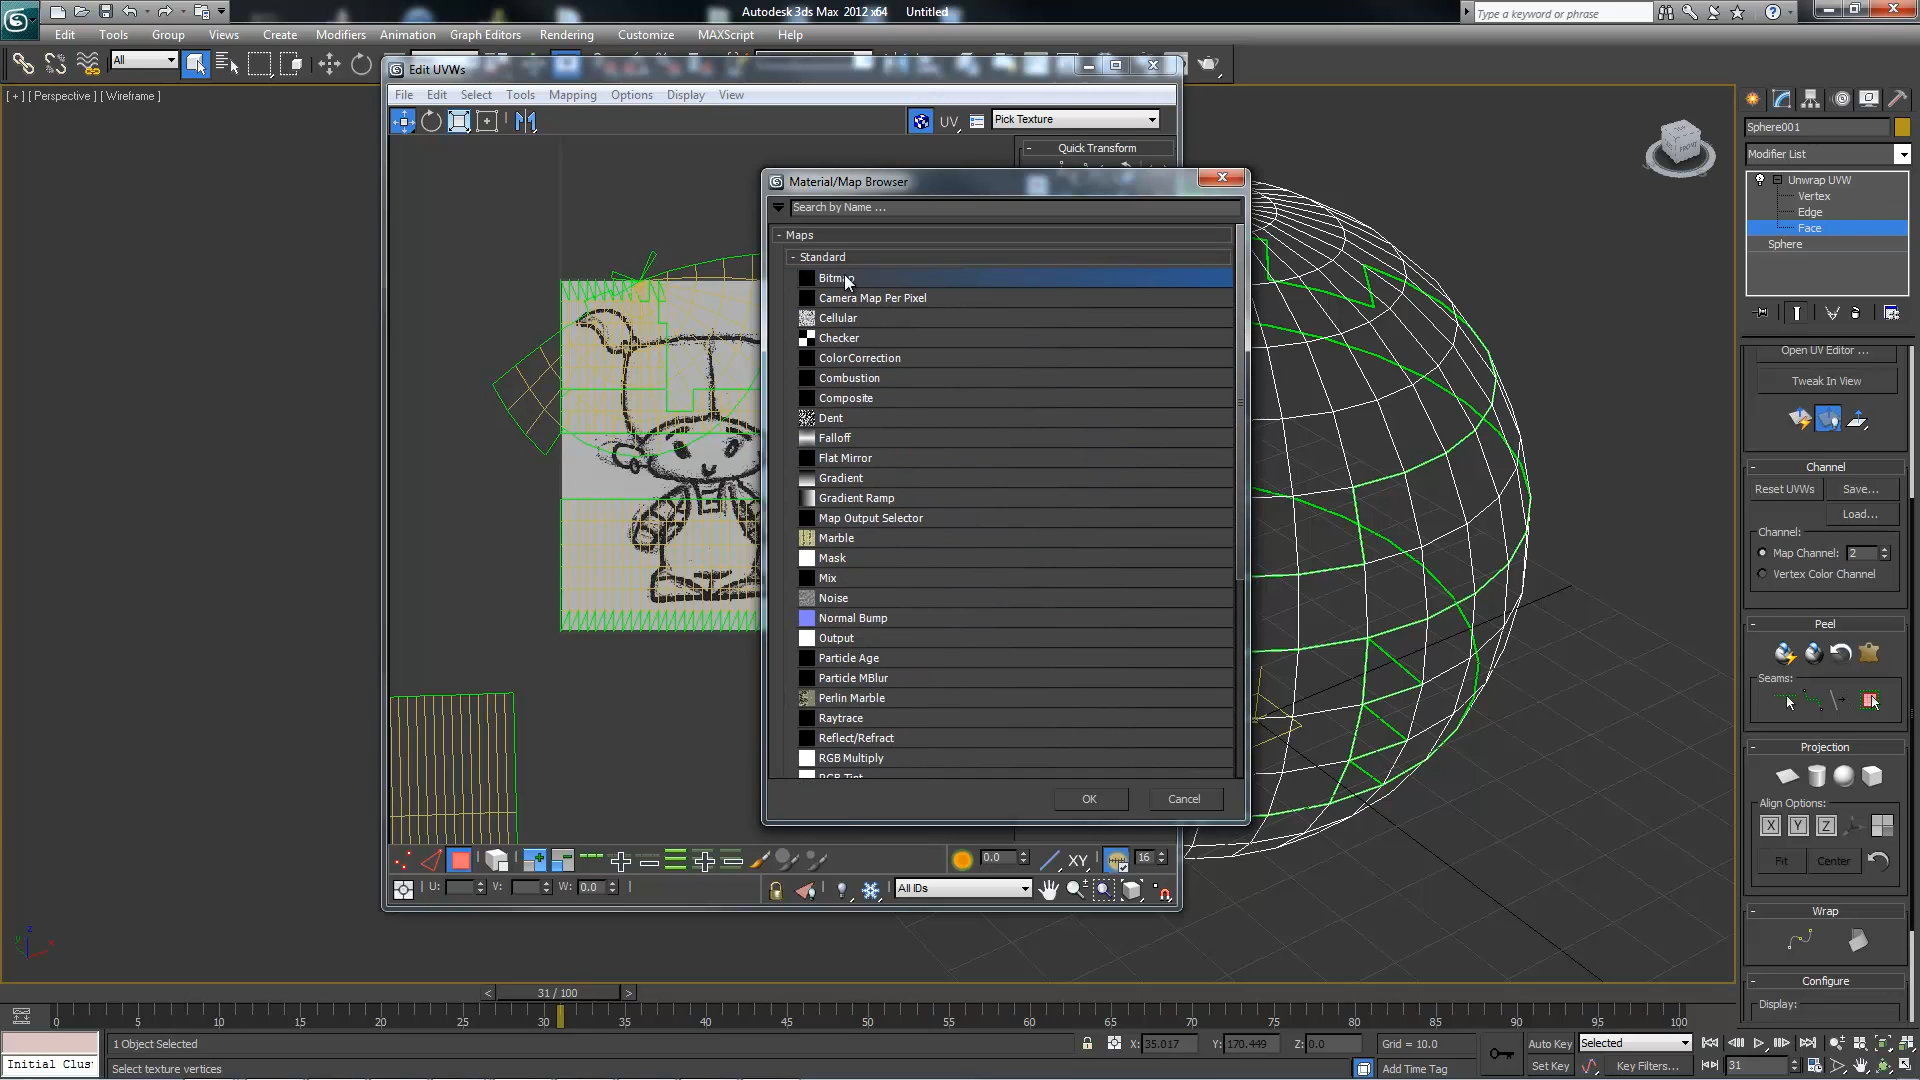 Autodesk 3ds Max 2012 x64 Untitled
Type a keyword or phrase
Edit Tools Group Views Create Modifiers Animation Graph Editors Rendering Customize MAXScript Help
All
[ + ] [ Perspective ] [ Wireframe ]
Edit UVWs
File Edit Select Tools Mapping Options Display View
UV Pick Texture
- Quick Transform
Material/Map Browser
Search by Name ...
- Maps
- Standard
Bitmap
Camera Map Per Pixel
Cellular
Checker
Color Correction
Combustion
Composite
Dent
Falloff
Flat Mirror
Gradient
Gradient Ramp
Map Output Selector
Marble
Mask
Mix
Noise
Normal Bump
Output
Particle Age
Particle MBlur
Perlin Marble
Raytrace
Reflect/Refract
RGB Multiply
RGB Tint
OK Cancel
0.0 XY 16
U: V: W: 0.0 All IDs
FRONT
Sphere001
Modifier List
Unwrap UVW
Vertex
Edge
Face
Sphere
Open UV Editor ...
Tweak In View
- Channel
Reset UVWs Save...
Load...
Channel:
Map Channel: 2
Vertex Color Channel
- Peel
Seams:
- Projection
Align Options:
X Y Z
Fit Center
- Wrap
- Configure
Display:
z
y x
< 31 / 100 >
0 5 10 15 20 25 30 35 40 45 50 55 60 65 70 75 80 85 90 95 100
1 Object Selected X: 35.017 Y: 170.449 Z: 0.0 Grid = 10.0 Auto Key Selected
Initial Clus Select texture vertices Add Time Tag Set Key Key Filters... 31